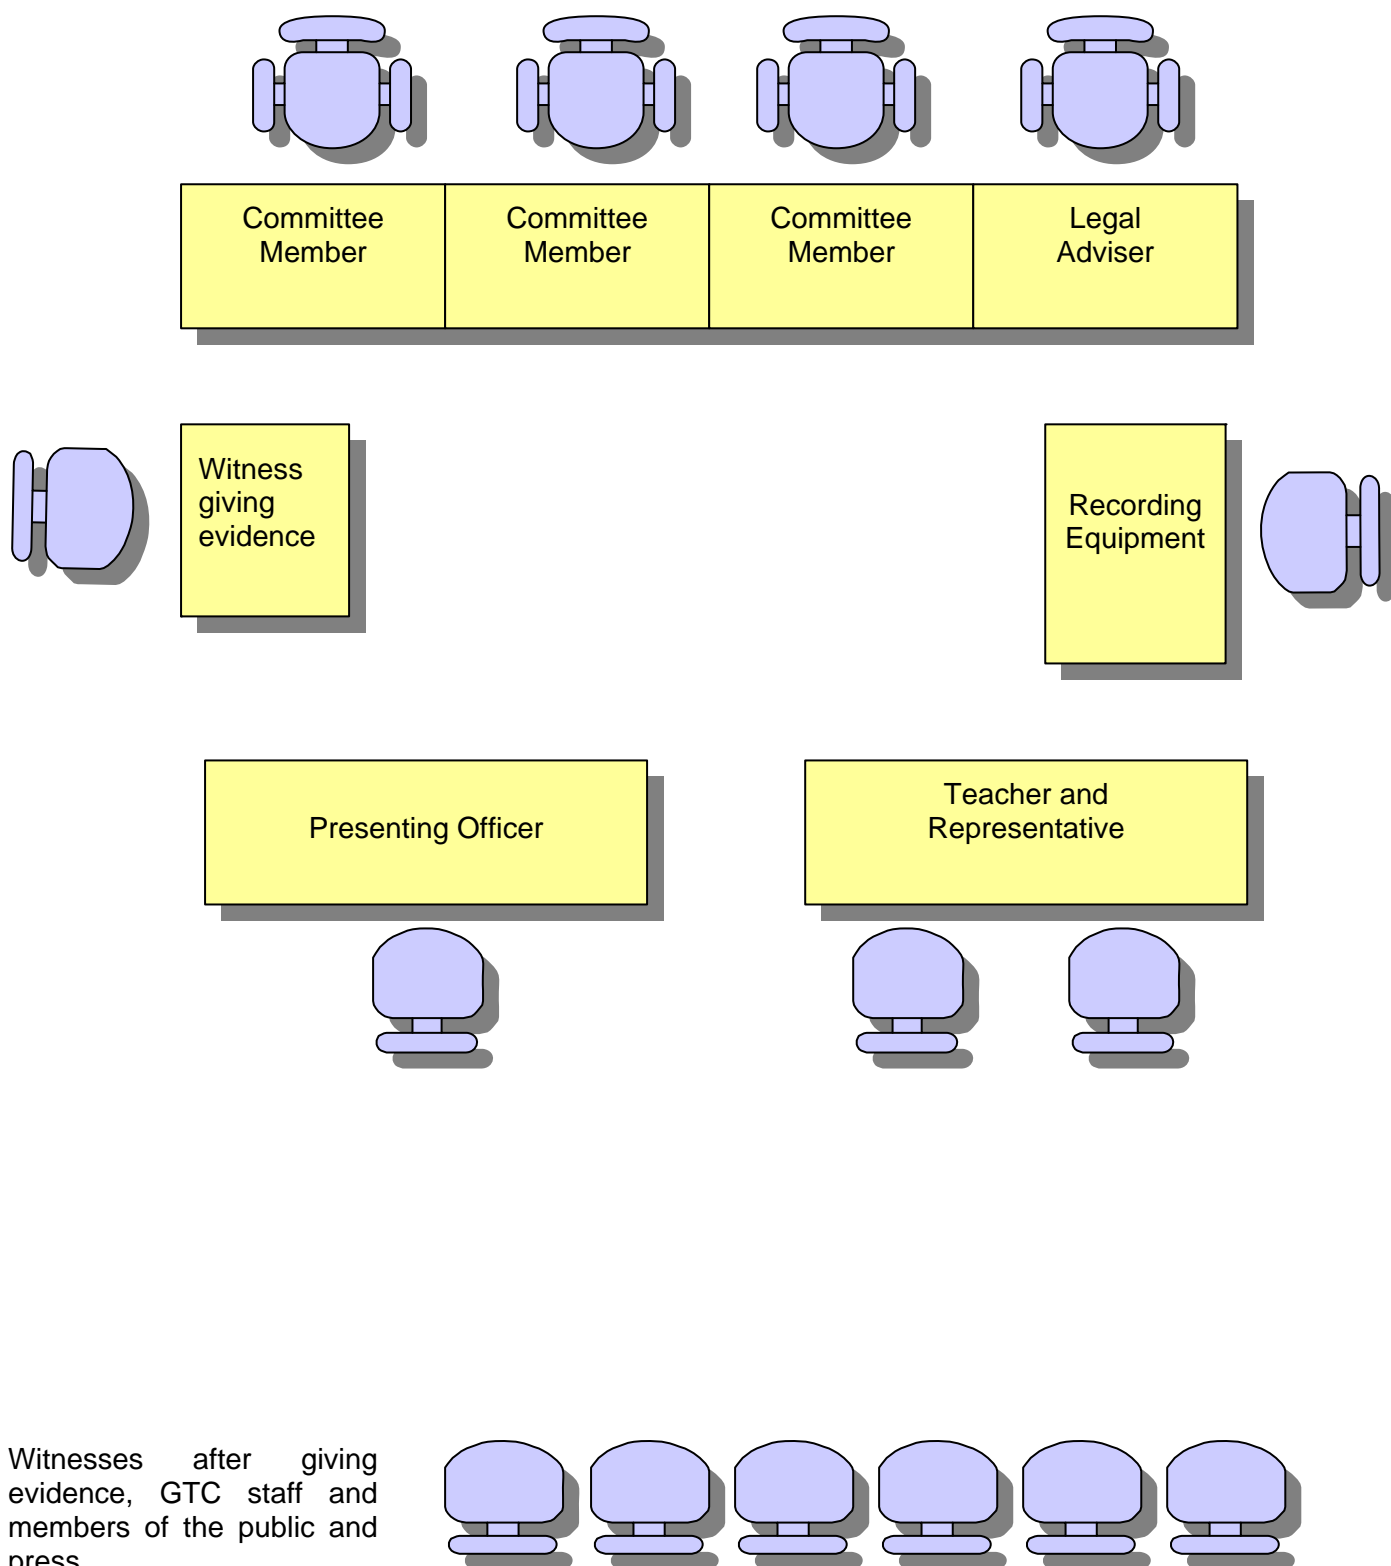 Committee
Member
Committee
Member
Committee
Member
Legal
Adviser
Witness
giving
evidence
Recording
Equipment
Presenting Officer
Teacher and
Representative
Witnesses after giving
evidence, GTC staff and
members of the public and
press